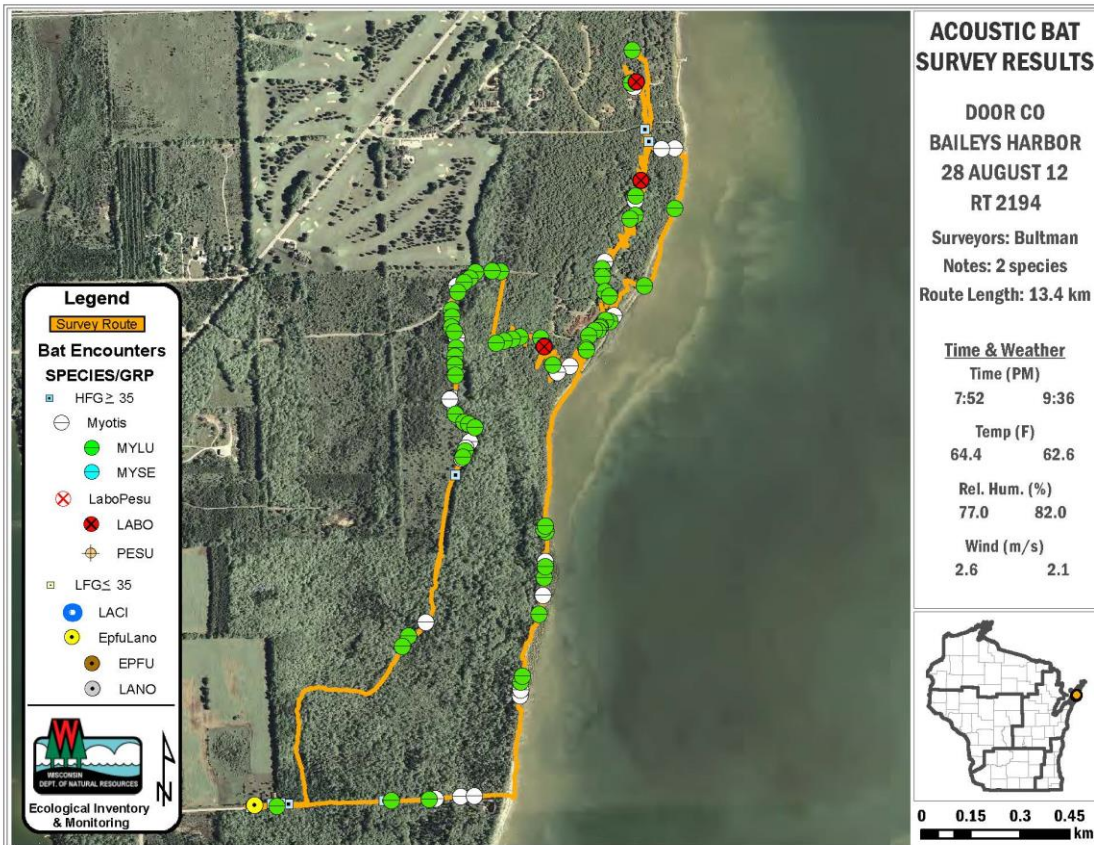 ACOUSTIC BAT
SURVEY RESULTS
DOOR CO
BAILEYS HARBOR
28 AUGUST 12
RT 2194
Surveyors: Bultman
Notes: 2 species
Route Length: 13.4 km
Time & Weather
Time (PM)
7:52 9:36
Temp (F)
64.4 62.6
Rel. Hum. (%)
77.0 82.0
Wind (m/s)
2.6 2.1
0 0.15 0.3 0.45
km
Legend
Survey Route
Bat Encounters
SPECIES/GRP
HFG ≥ 35
Myotis
MYLU
MYSE
LaboPesu
LABO
PESU
LFG ≤ 35
LACI
EpfuLano
EPFU
LANO
W
WISCONSIN
DEPT. OF NATURAL RESOURCES
N
Ecological Inventory
& Monitoring